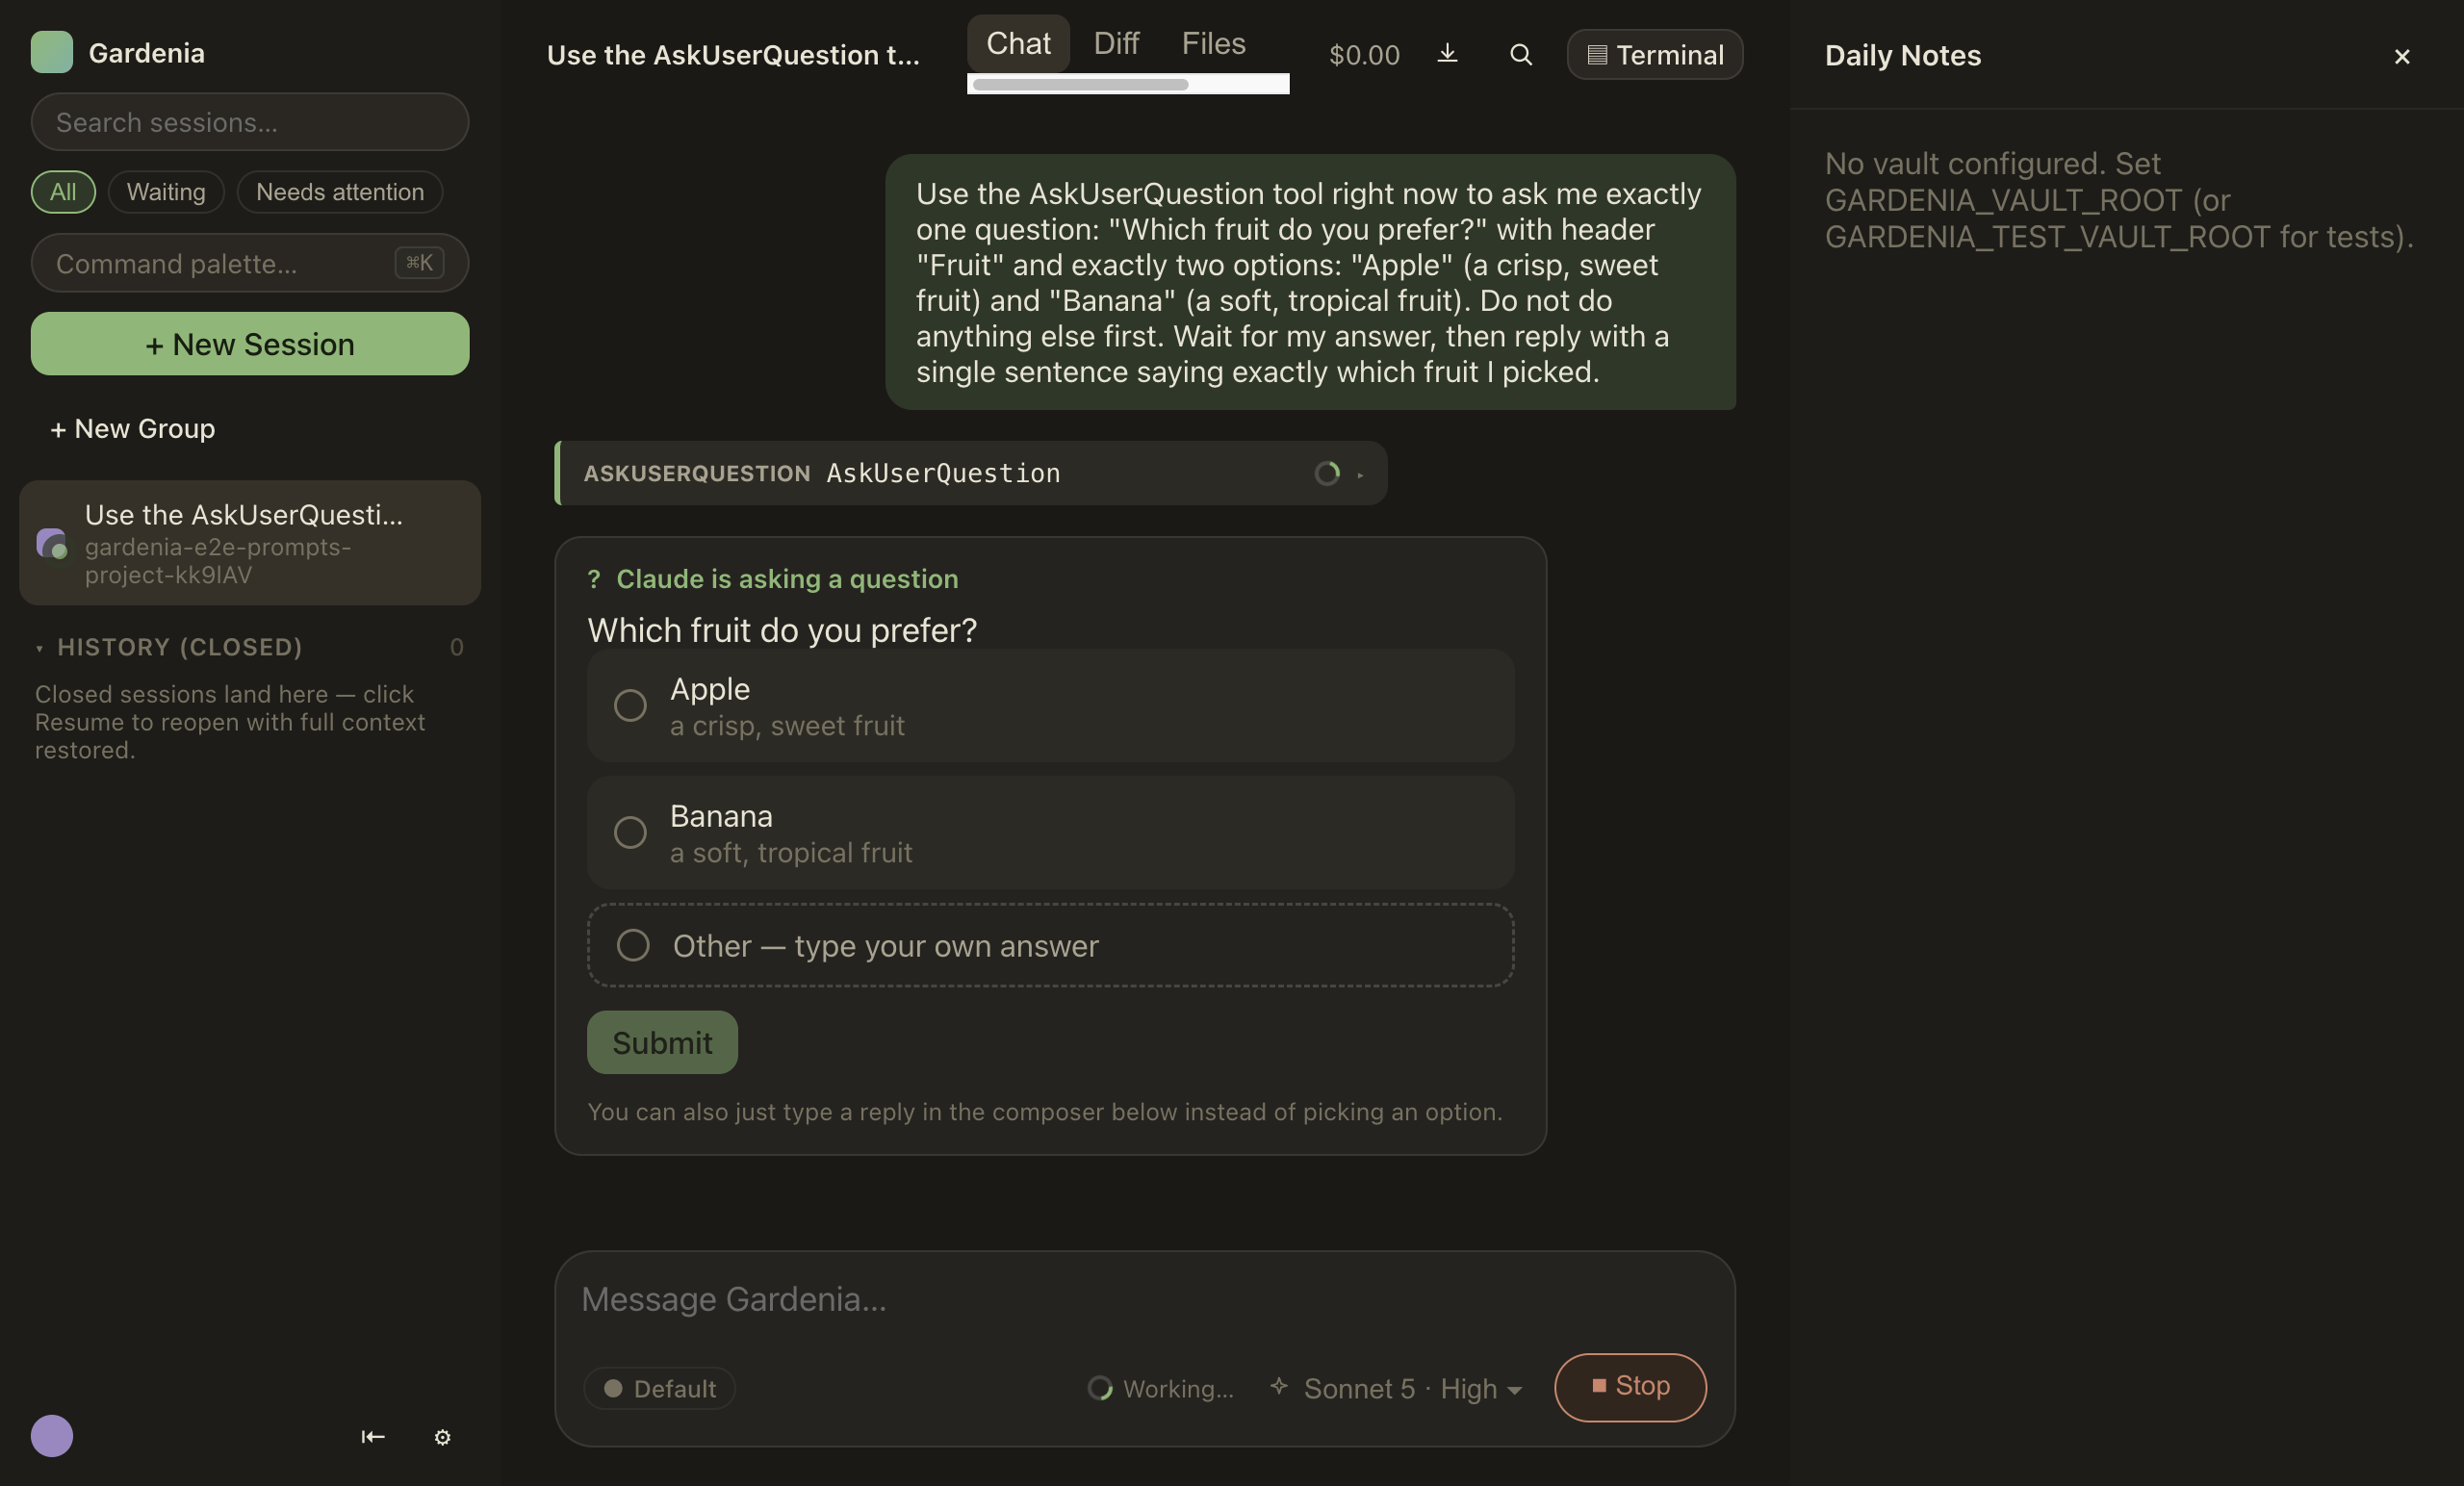 Gardenia
Search sessions...
All
Waiting
Needs attention
Command palette...
⌘K
+ New Session
+ New Group
Use the AskUserQuesti...
gardenia-e2e-prompts-
project-kk9lAV
HISTORY (CLOSED)
0
Closed sessions land here — click
Resume to reopen with full context
restored.
Use the AskUserQuestion t...
Chat
Diff
Files
$0.00
Terminal
Use the AskUserQuestion tool right now to ask me exactly
one question: "Which fruit do you prefer?" with header
"Fruit" and exactly two options: "Apple" (a crisp, sweet
fruit) and "Banana" (a soft, tropical fruit). Do not do
anything else first. Wait for my answer, then reply with a
single sentence saying exactly which fruit I picked.
ASKUSERQUESTION AskUserQuestion
? Claude is asking a question
Which fruit do you prefer?
Apple
a crisp, sweet fruit
Banana
a soft, tropical fruit
Other — type your own answer
Submit
You can also just type a reply in the composer below instead of picking an option.
Message Gardenia...
Default
Working...
Sonnet 5 · High
Stop
Daily Notes
No vault configured. Set
GARDENIA_VAULT_ROOT (or
GARDENIA_TEST_VAULT_ROOT for tests).